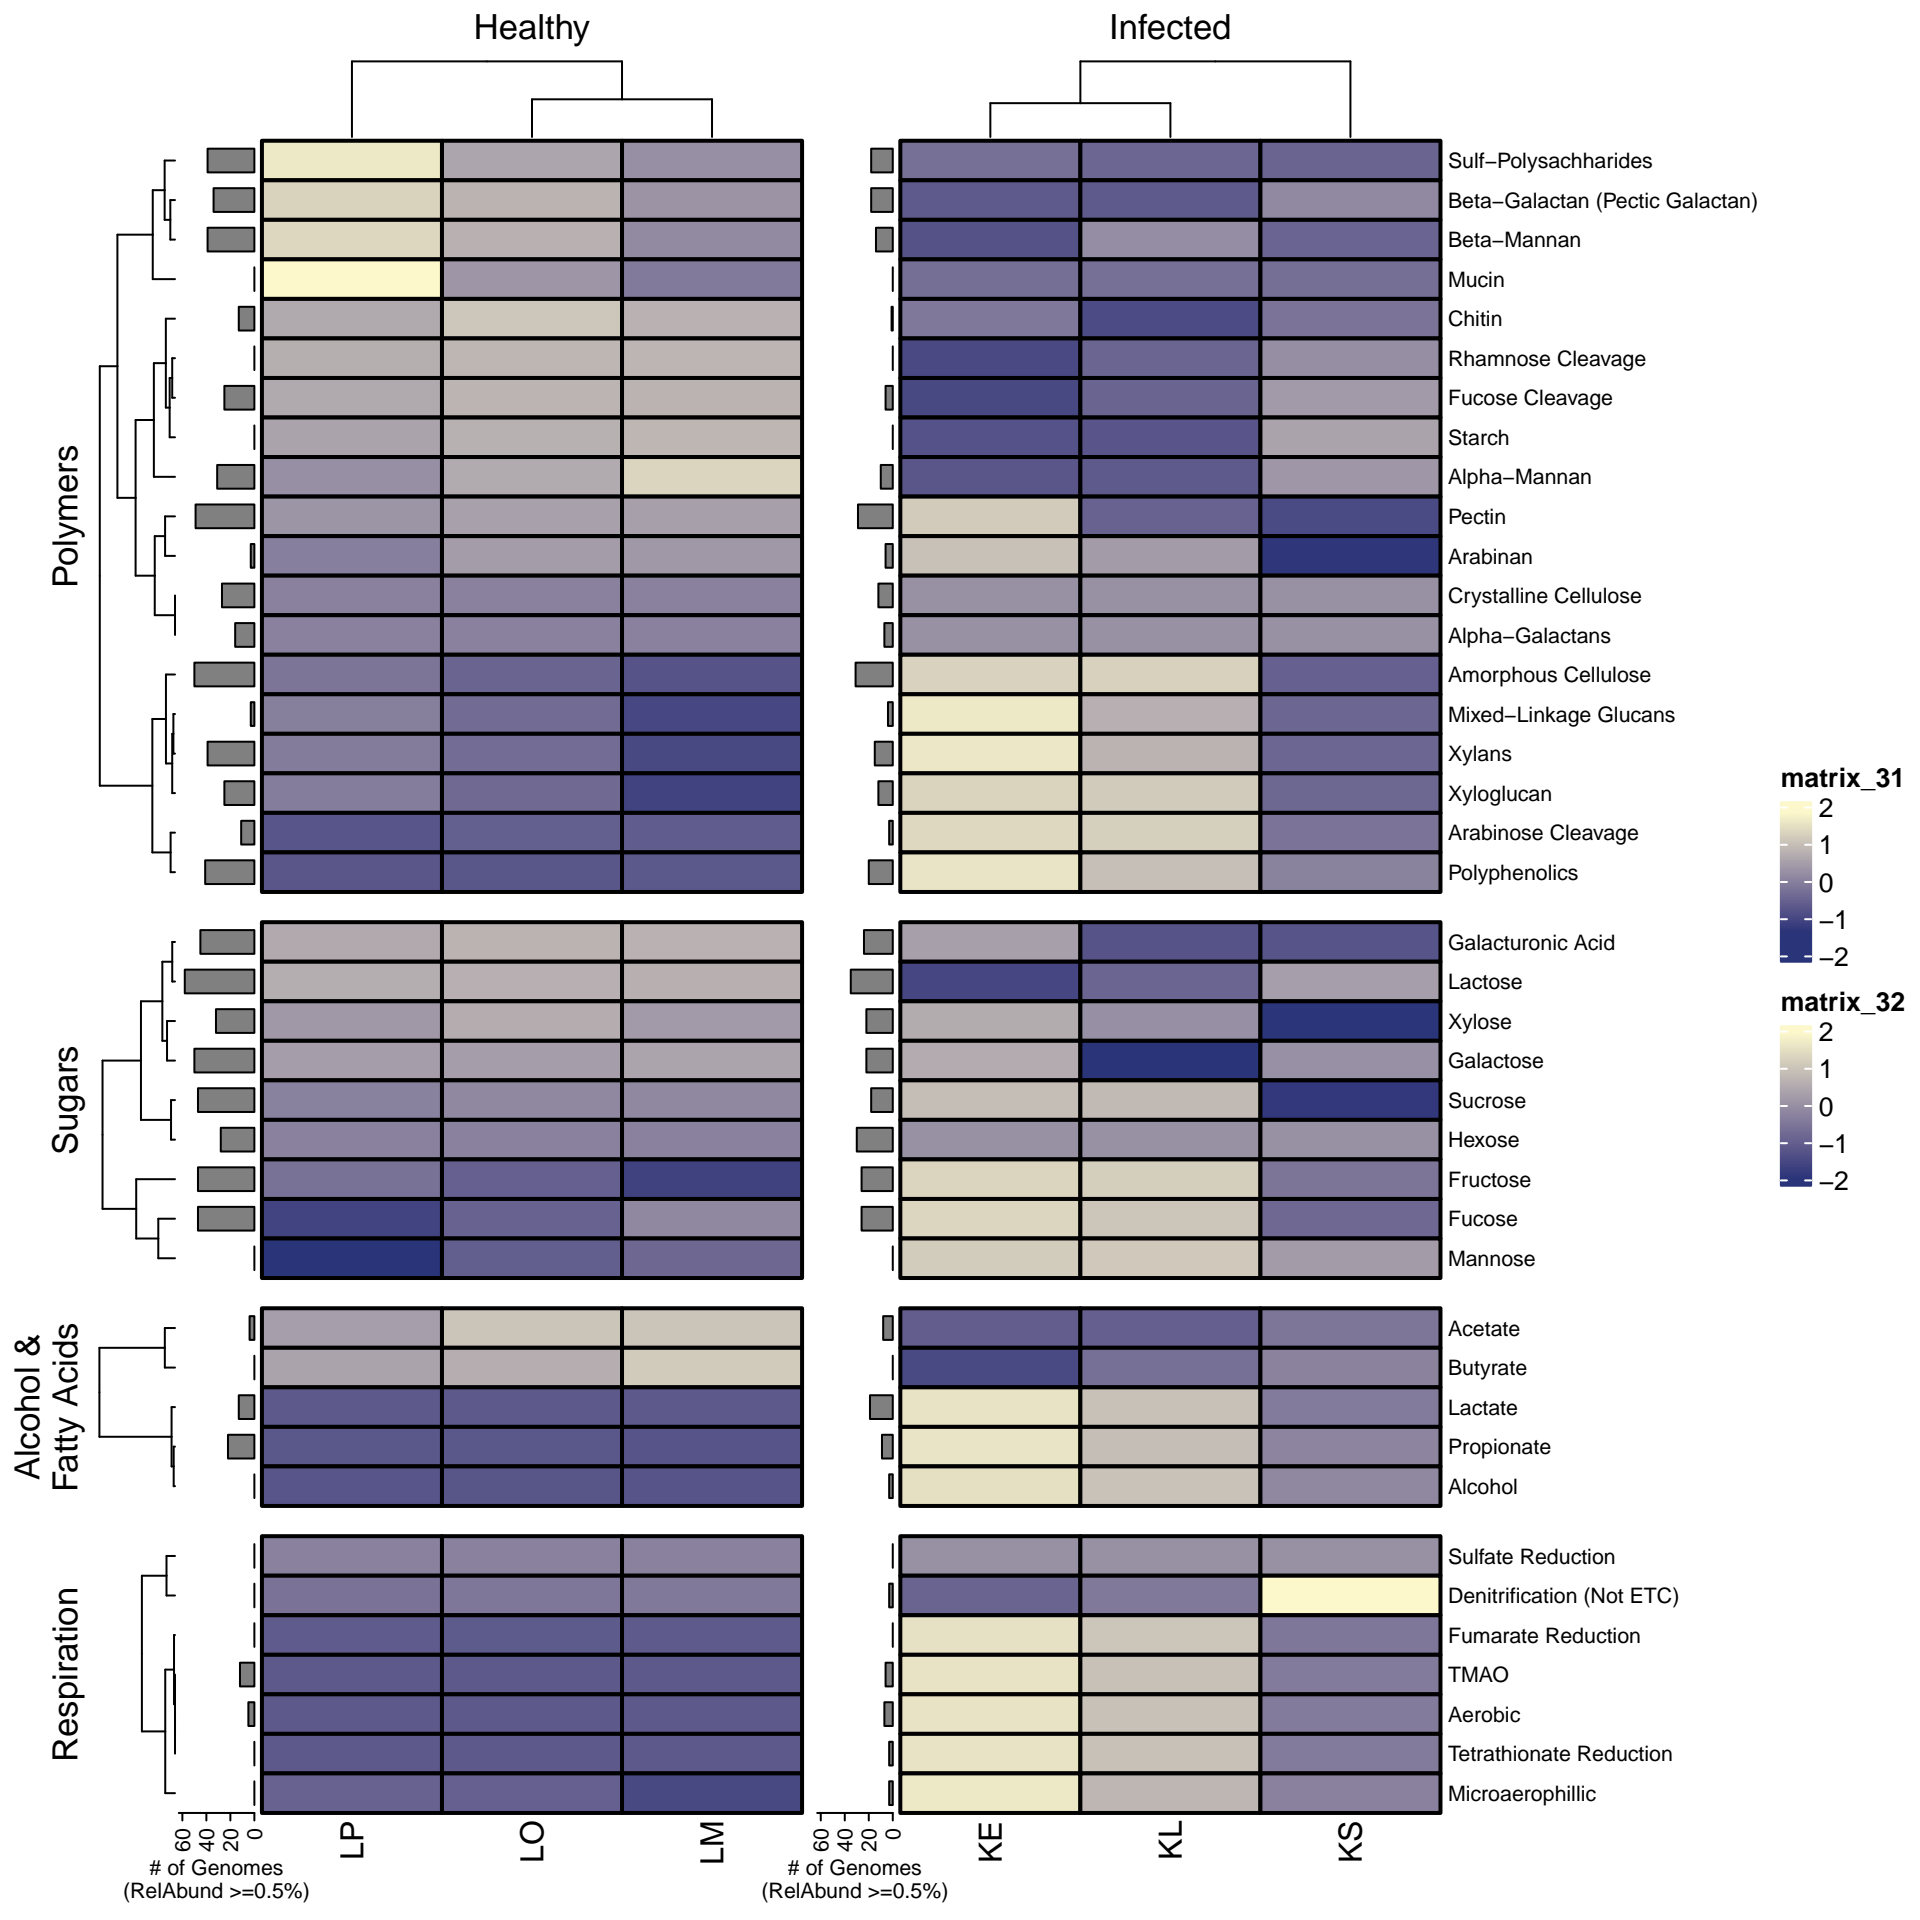 Healthy
Infected
Polymers
Sulf−Polysachharides
Beta−Galactan (Pectic Galactan)
Beta−Mannan
Mucin
Chitin
Rhamnose Cleavage
Fucose Cleavage
Starch
Alpha−Mannan
Pectin
Arabinan
Crystalline Cellulose
Alpha−Galactans
Amorphous Cellulose
Mixed−Linkage Glucans
Xylans
Xyloglucan
Arabinose Cleavage
Polyphenolics
Sugars
Galacturonic Acid
Lactose
Xylose
Galactose
Sucrose
Hexose
Fructose
Fucose
Mannose
Alcohol &
Fatty Acids
Acetate
Butyrate
Lactate
Propionate
Alcohol
Respiration
Sulfate Reduction
Denitrification (Not ETC)
Fumarate Reduction
TMAO
Aerobic
Tetrathionate Reduction
Microaerophillic
60
40
20
0
# of Genomes
(RelAbund >=0.5%)
LP
LO
LM
60
40
20
0
# of Genomes
(RelAbund >=0.5%)
KE
KL
KS
matrix_31
2
1
0
−1
−2
matrix_32
2
1
0
−1
−2